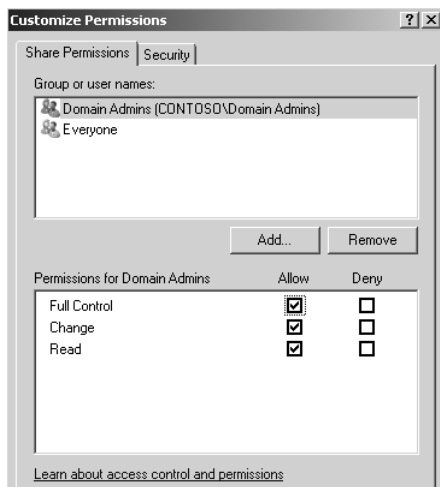 Customize Permissions
Share Permissions Security
Group or user names:
Domain Admins (CONTOSO\Domain Admins)
Everyone
Add... Remove
Permissions for Domain Admins Allow Deny
Full Control
Change
Read
Learn about access control and permissions